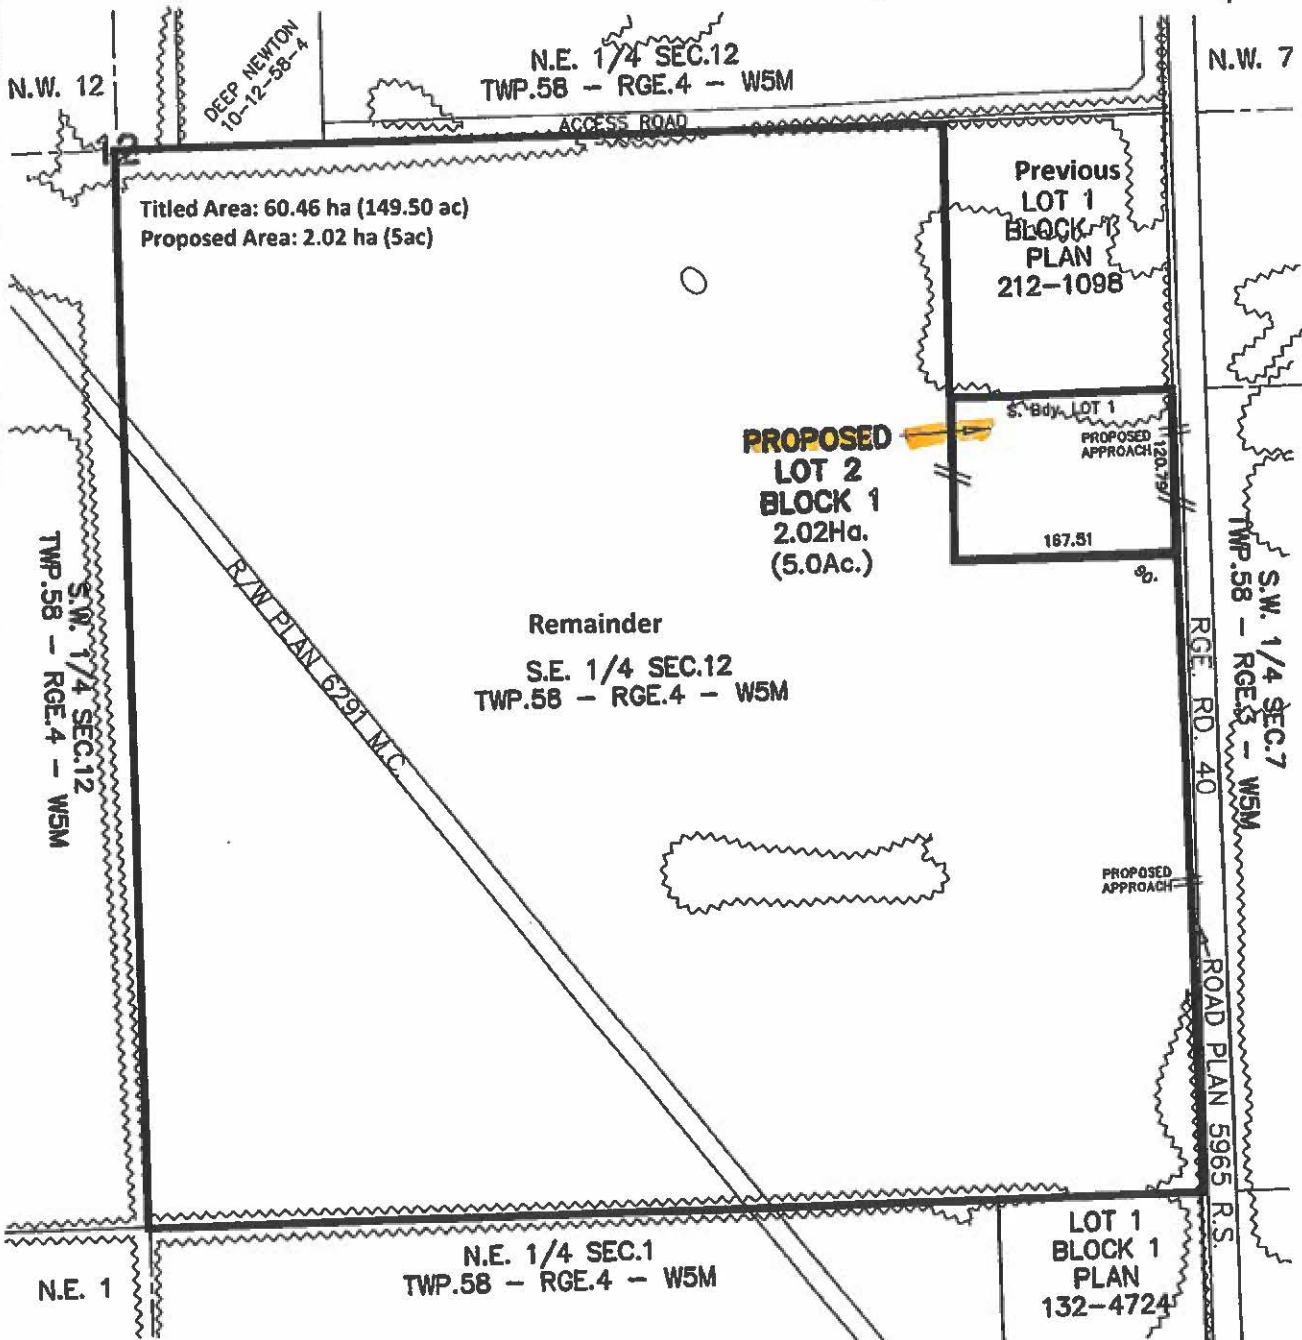 N.W. 12
DEEP NEWTON
10-12-58-4
N.E. 1/4 SEC.12
TWP.58 - RGE.4 - W5M
N.W. 7
ACCESS ROAD
12
Titled Area: 60.46 ha (149.50 ac)
Proposed Area: 2.02 ha (5ac)
Previous
LOT 1
BLOCK 1
PLAN
212-1098
S. Bdy. LOT 1
PROPOSED
APPROACH
120.79
167.51
PROPOSED
LOT 2
BLOCK 1
2.02Ha.
(5.0Ac.)
R/W PLAN 6291 M.C.
Remainder
S.E. 1/4 SEC.12
TWP.58 - RGE.4 - W5M
S.W. 1/4 SEC.12
TWP.58 - RGE.4 - W5M
RGE. RD. 40
S.W. 1/4 SEC.7
TWP.58 - RGE.3 - W5M
PROPOSED
APPROACH
ROAD PLAN 5965 R.S.
N.E. 1/4 SEC.1
TWP.58 - RGE.4 - W5M
N.E. 1
LOT 1
BLOCK 1
PLAN
132-4724